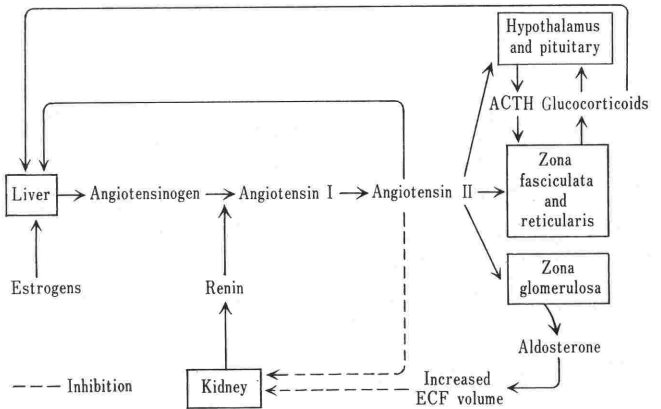 Hypothalamus
and pituitary
ACTH Glucocorticoids
Zona
fasciculata
and
reticularis
Liver
Angiotensinogen
Angiotensin I
Angiotensin II
Zona
glomerulosa
Estrogens
Renin
Aldosterone
Inhibition
Kidney
Increased
ECF volume